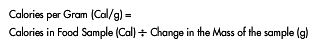 Calories per Gram (Cal/g) =
Calories in Food Sample (Cal) ÷ Change in the Mass of the sample (g)